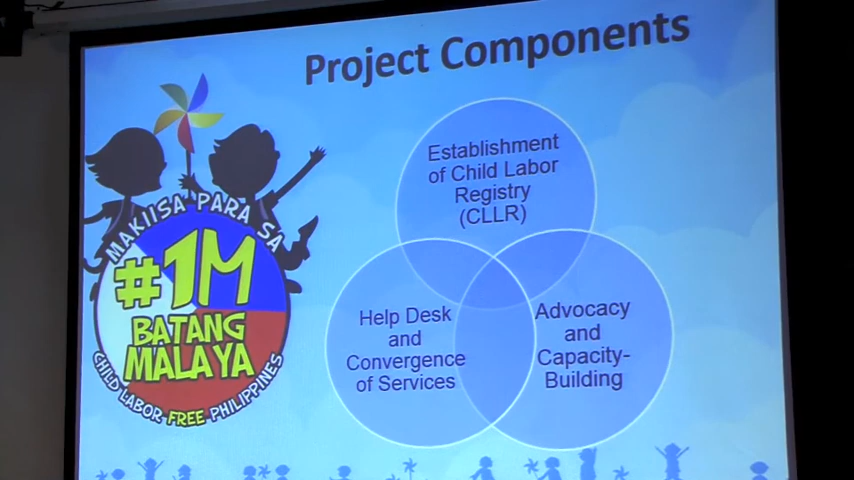 Project Components
MAKIISA PARA SA
#1M
BATANG
MALAYA
CHILD LABOR FREE PHILIPPINES
Establishment
of Child Labor
Registry
(CLLR)
Help Desk
and
Convergence
of Services
Advocacy
and
Capacity-
Building